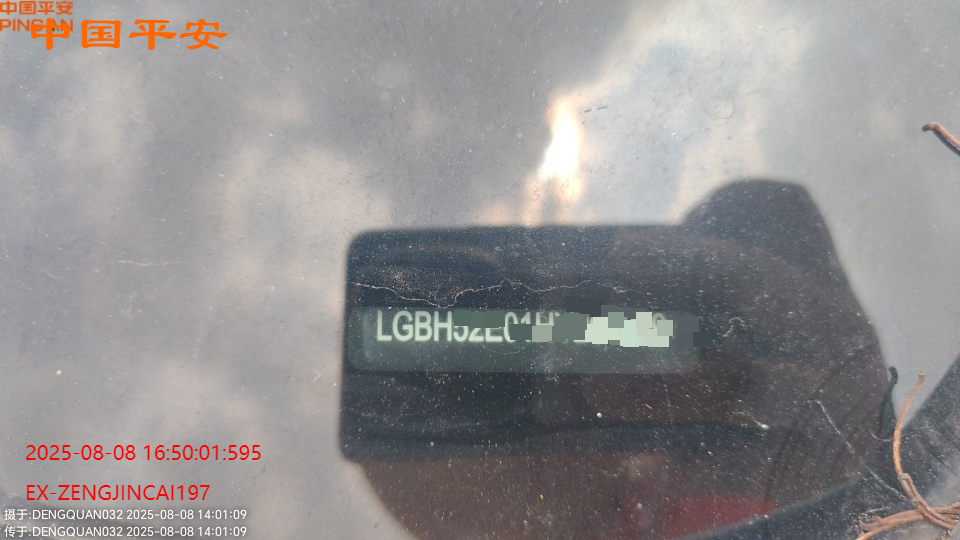 中国平安
PINGAN
中国平安
LGBH52E01H
2025-08-08 16:50:01:595
EX-ZENGJINCAI197
摄于:DENGQUAN032 2025-08-08 14:01:09
传于:DENGQUAN032 2025-08-08 14:01:09